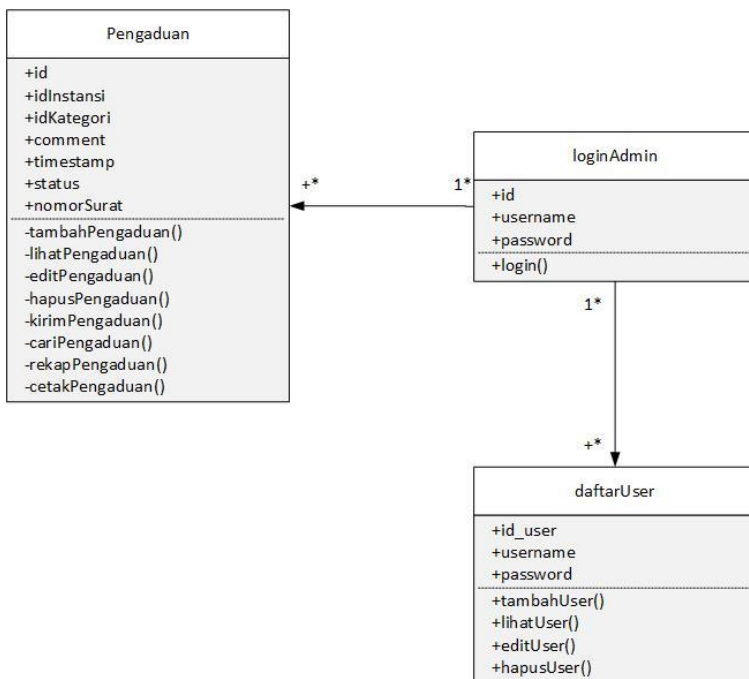 Pengaduan
+id
+idInstansi
+idKategori
+comment
+timestamp
+status
+nomorSurat
-tambahPengaduan()
-lihatPengaduan()
-editPengaduan()
-hapusPengaduan()
-kirimPengaduan()
-cariPengaduan()
-rekapPengaduan()
-cetakPengaduan()
+*
1*
loginAdmin
+id
+username
+password
+login()
1*
+*
daftarUser
+id_user
+username
+password
+tambahUser()
+lihatUser()
+editUser()
+hapusUser()